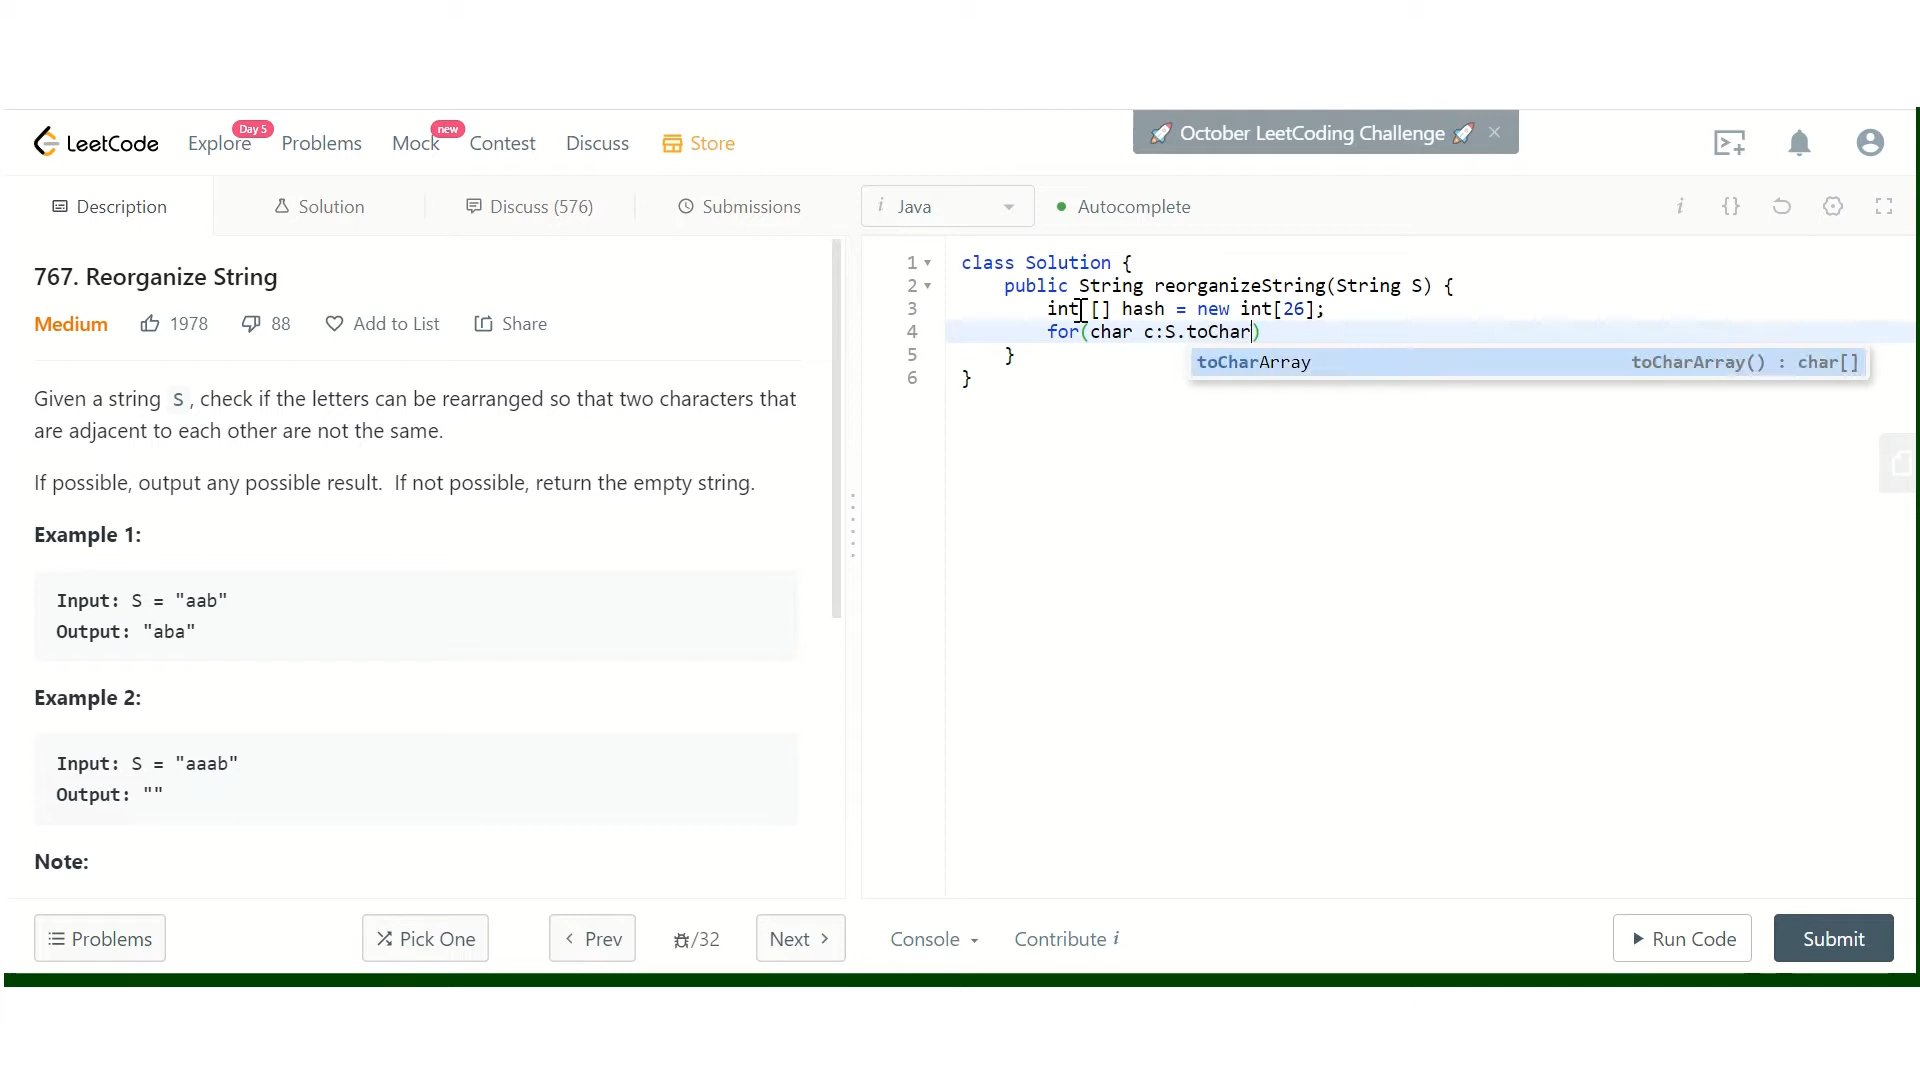 LeetCode
Explore Day 5 Problems Mock new Contest Discuss Store
🚀 October LeetCoding Challenge 🚀 ×
Description Solution Discuss (576) Submissions
i Java Autocomplete
i {}
767. Reorganize String
Medium 1978 88 Add to List Share
Given a string S, check if the letters can be rearranged so that two characters that
are adjacent to each other are not the same.
If possible, output any possible result. If not possible, return the empty string.
Example 1:
Input: S = "aab"
Output: "aba"
Example 2:
Input: S = "aaab"
Output: ""
Note:
1 class Solution {
2 public String reorganizeString(String S) {
3 int [] hash = new int[26];
4 for(char c:S.toChar)
5 }
6 }
toCharArray toCharArray() : char[]
Problems Pick One Prev /32 Next
Console Contribute i
Run Code Submit